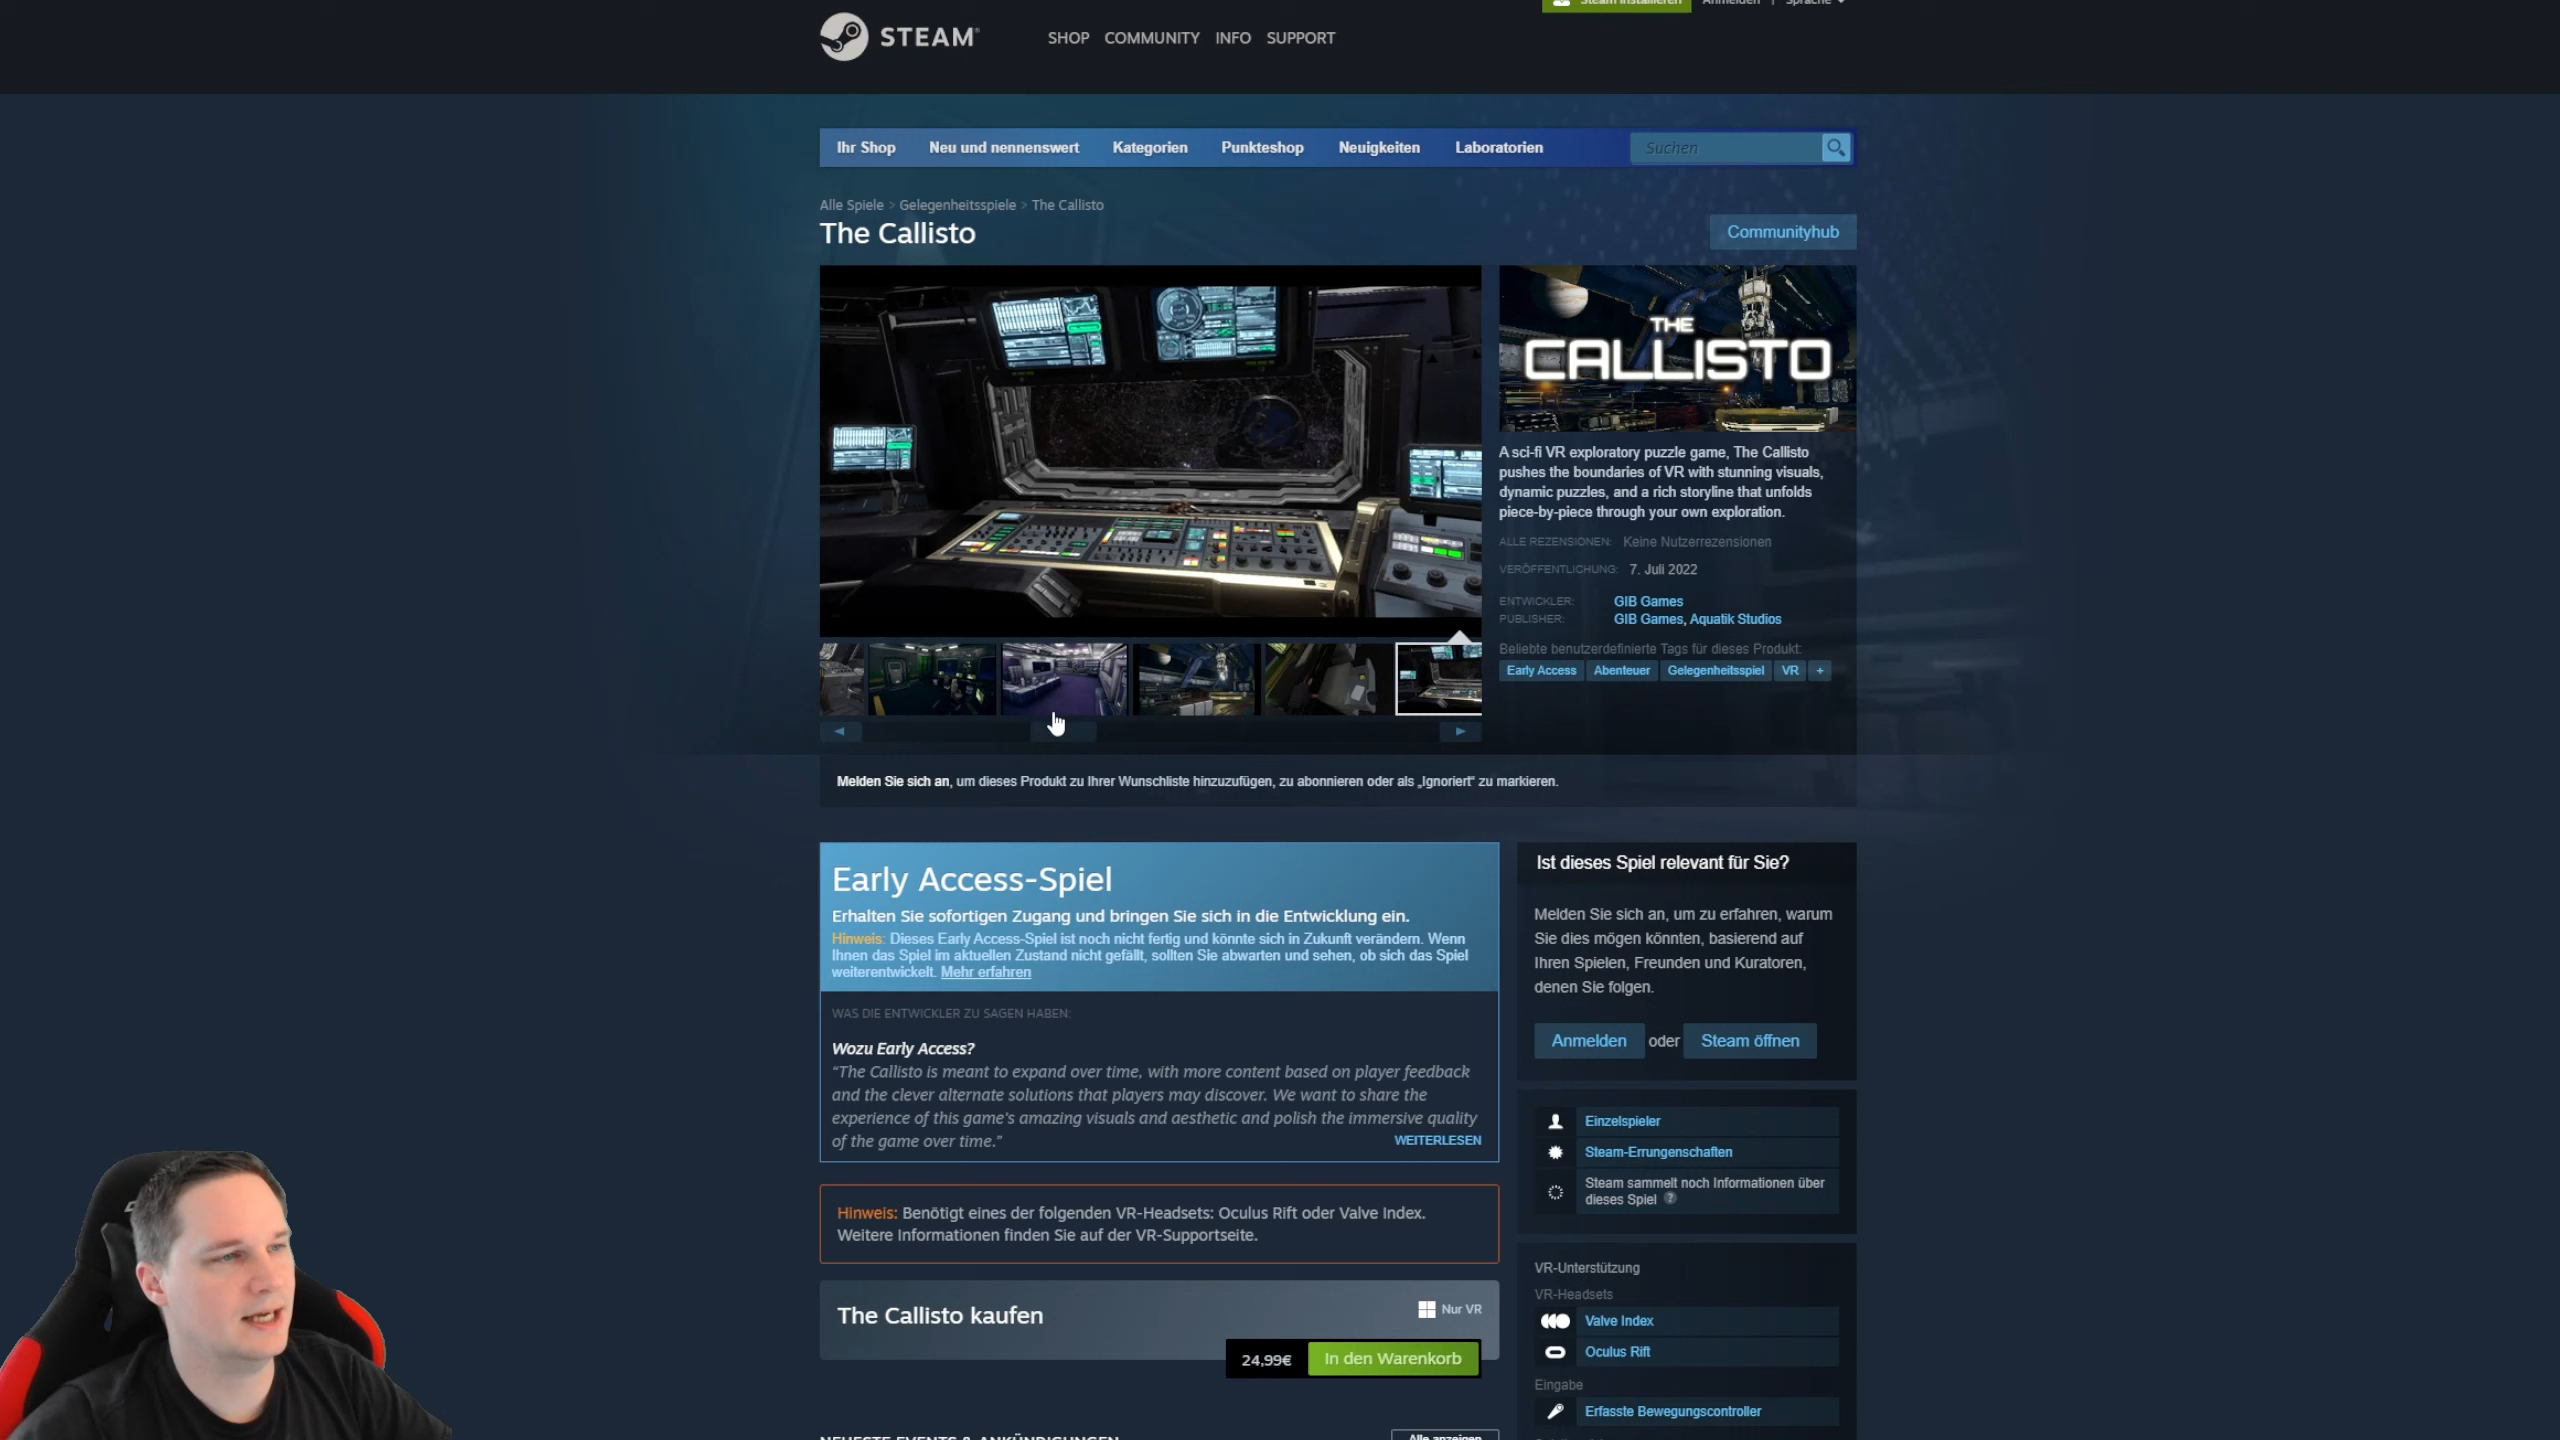 Steam installieren Anmelden | Sprache
STEAM®
SHOP COMMUNITY INFO SUPPORT
Ihr Shop Neu und nennenswert Kategorien Punkteshop Neuigkeiten Laboratorien Suchen
Alle Spiele > Gelegenheitsspiele > The Callisto
The Callisto
Communityhub
THE
CALLISTO
A sci-fi VR exploratory puzzle game, The Callisto
pushes the boundaries of VR with stunning visuals,
dynamic puzzles, and a rich storyline that unfolds
piece-by-piece through your own exploration.
ALLE REZENSIONEN: Keine Nutzerrezensionen
VERÖFFENTLICHUNG: 7. Juli 2022
ENTWICKLER: GIB Games
PUBLISHER: GIB Games, Aquatik Studios
Beliebte benutzerdefinierte Tags für dieses Produkt:
Early Access Abenteuer Gelegenheitsspiel VR +
Melden Sie sich an, um dieses Produkt zu Ihrer Wunschliste hinzuzufügen, zu abonnieren oder als „Ignoriert“ zu markieren.
Early Access-Spiel
Erhalten Sie sofortigen Zugang und bringen Sie sich in die Entwicklung ein.
Hinweis: Dieses Early Access-Spiel ist noch nicht fertig und könnte sich in Zukunft verändern. Wenn
Ihnen das Spiel im aktuellen Zustand nicht gefällt, sollten Sie abwarten und sehen, ob sich das Spiel
weiterentwickelt. Mehr erfahren
WAS DIE ENTWICKLER ZU SAGEN HABEN:
Wozu Early Access?
“The Callisto is meant to expand over time, with more content based on player feedback
and the clever alternate solutions that players may discover. We want to share the
experience of this game's amazing visuals and aesthetic and polish the immersive quality
of the game over time.”
WEITERLESEN
Hinweis: Benötigt eines der folgenden VR-Headsets: Oculus Rift oder Valve Index.
Weitere Informationen finden Sie auf der VR-Supportseite.
The Callisto kaufen
Nur VR
24,99€ In den Warenkorb
NEUESTE EVENTS & ANKÜNDIGUNGEN
Alle anzeigen
Ist dieses Spiel relevant für Sie?
Melden Sie sich an, um zu erfahren, warum
Sie dies mögen könnten, basierend auf
Ihren Spielen, Freunden und Kuratoren,
denen Sie folgen.
Anmelden oder Steam öffnen
Einzelspieler
Steam-Errungenschaften
Steam sammelt noch Informationen über
dieses Spiel ?
VR-Unterstützung
VR-Headsets
Valve Index
Oculus Rift
Eingabe
Erfasste Bewegungscontroller